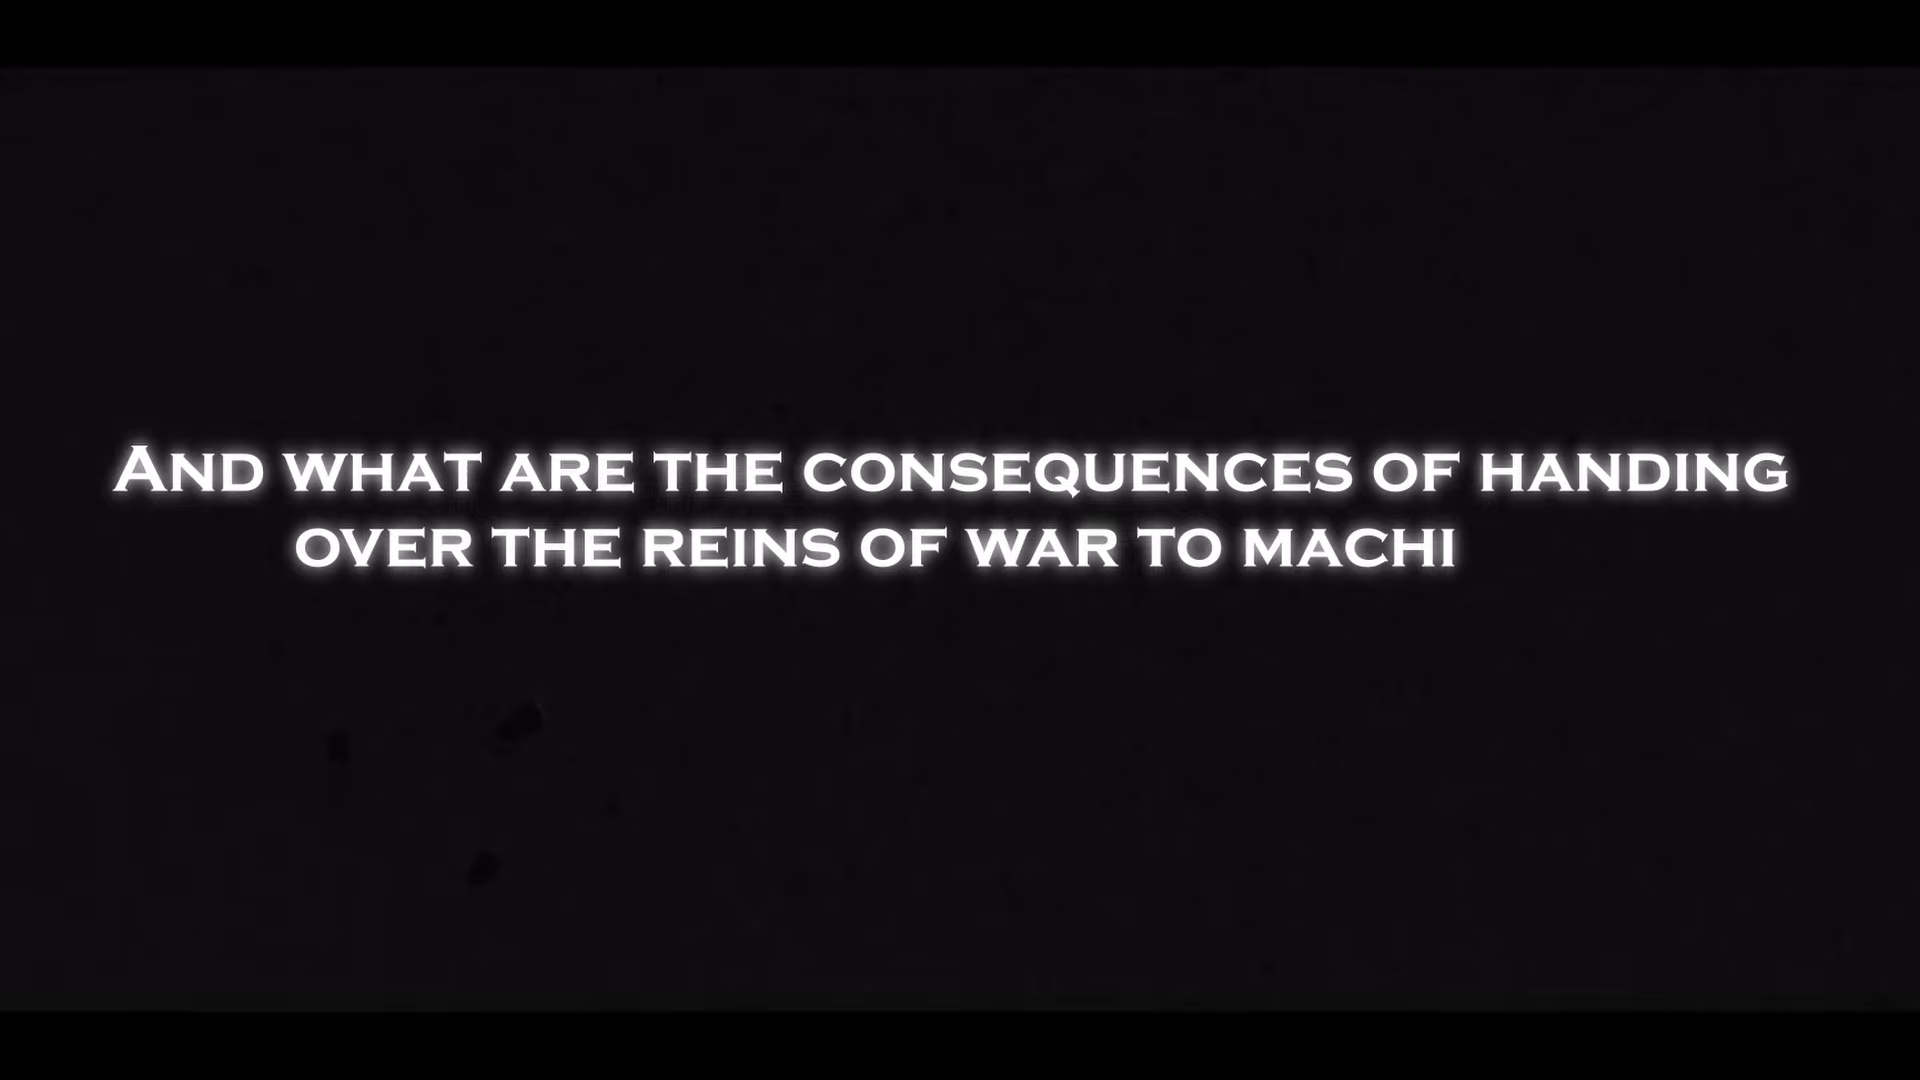 And what are the consequences of handing
over the reins of war to machi